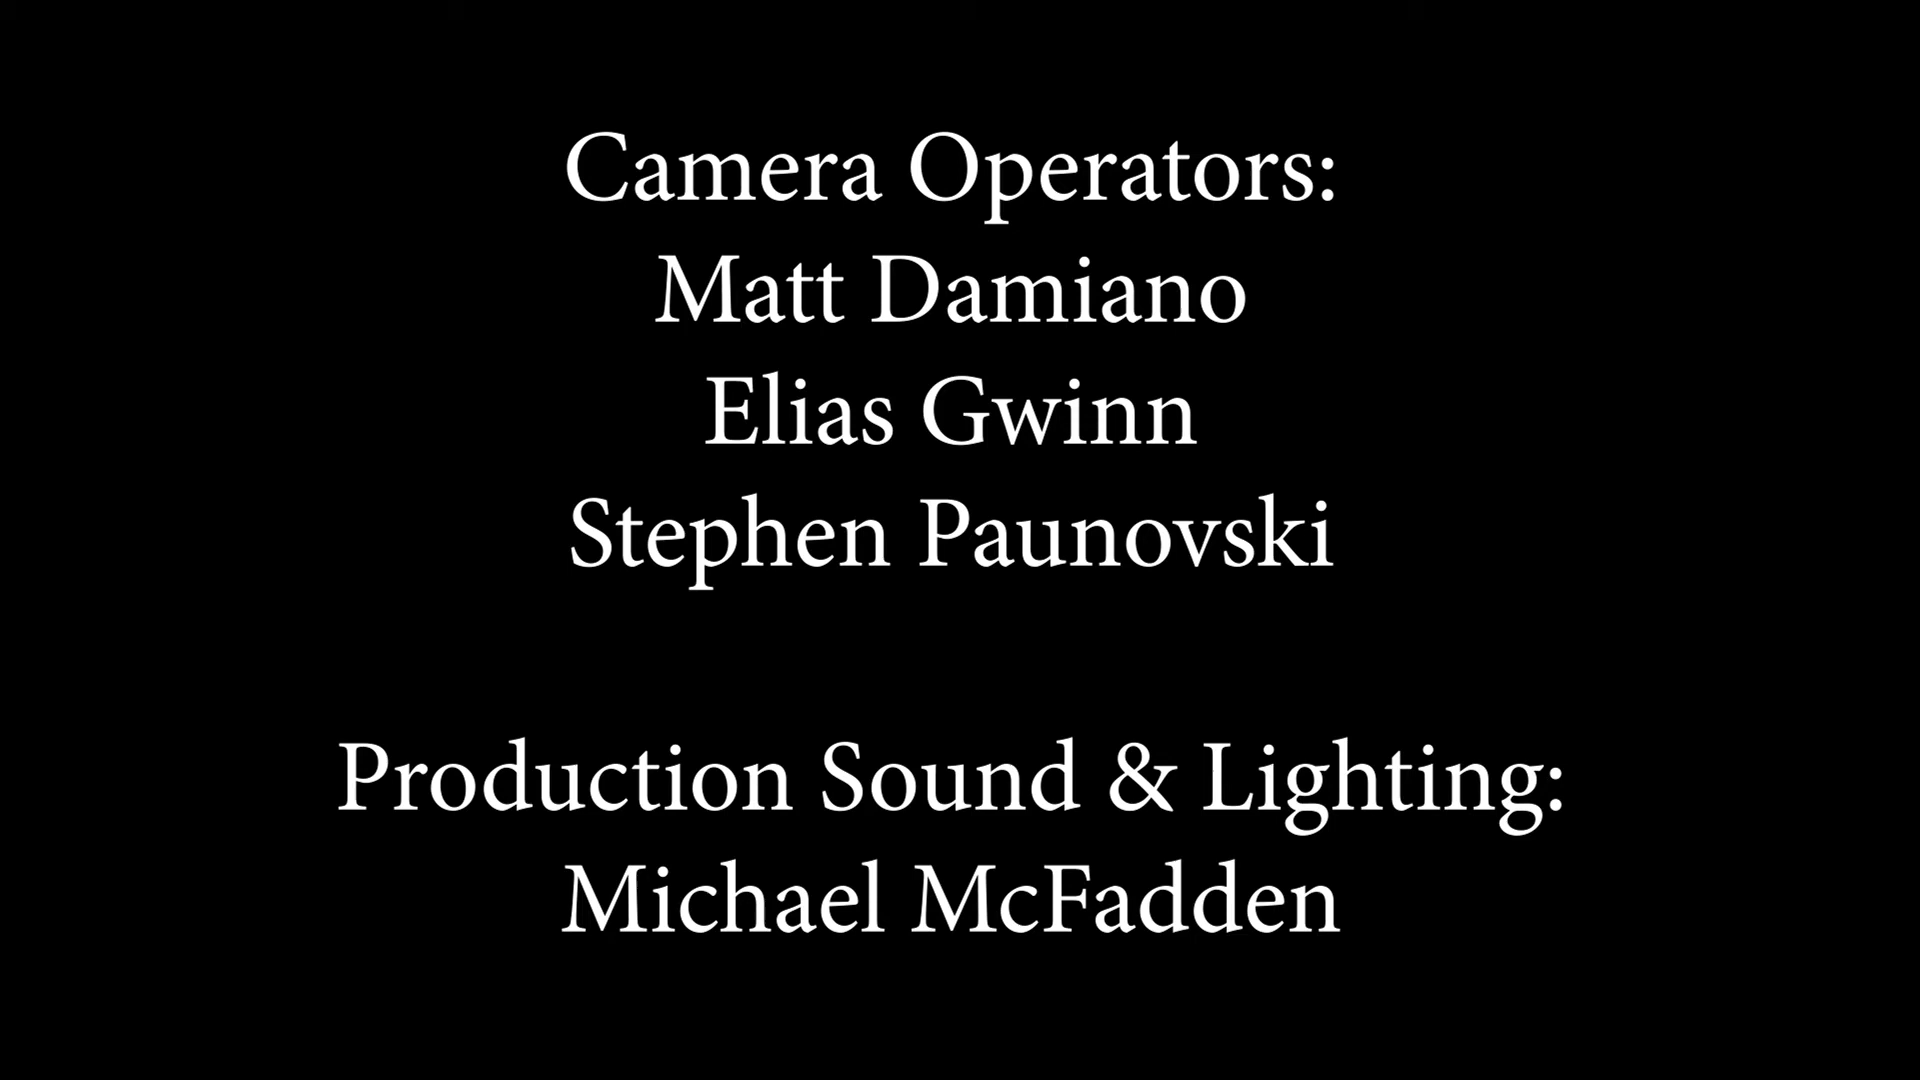 Camera Operators:
Matt Damiano
Elias Gwinn
Stephen Paunovski
Production Sound & Lighting:
Michael McFadden